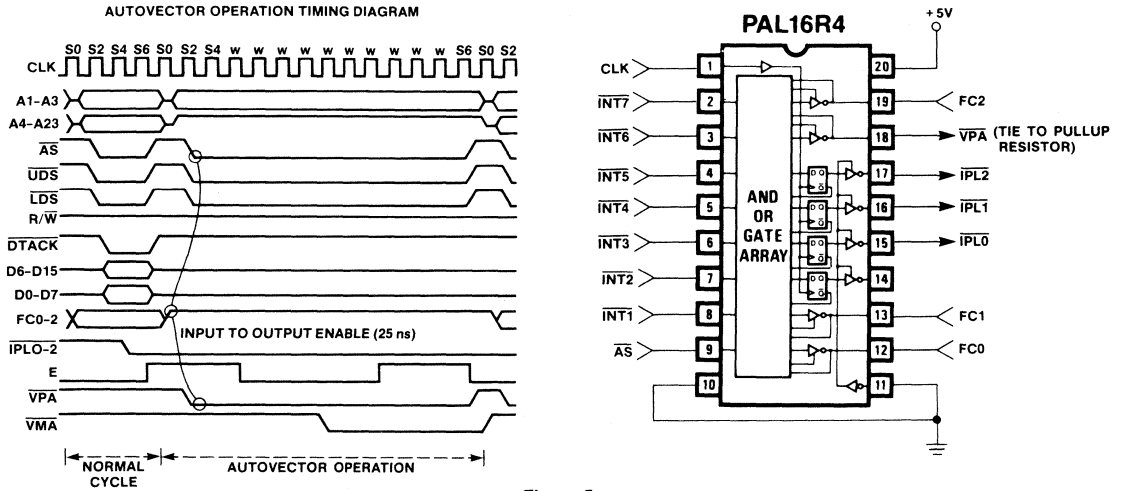 AUTOVECTOR OPERATION TIMING DIAGRAM
S0 S2 S4 S6 S0 S2 S4 w w w w w w w w w w S6 S0 S2
CLK
A1-A3
A4-A23
AS
UDS
LDS
R/W
DTACK
D6-D15
D0-D7
FC0-2
INPUT TO OUTPUT ENABLE (25 ns)
IPLO-2
E
VPA
VMA
NORMAL
CYCLE
AUTOVECTOR OPERATION
PAL16R4
+5V
CLK 1 20
INT7 2 19 FC2
INT6 3 18 VPA (TIE TO PULLUP
RESISTOR)
INT5 4 D Q Q 17 IPL2
INT4 5 D Q Q 16 IPL1
INT3 6 D Q Q 15 IPL0
INT2 7 D Q Q 14
AND
OR
GATE
ARRAY
INT1 8 13 FC1
AS 9 12 FC0
10 11